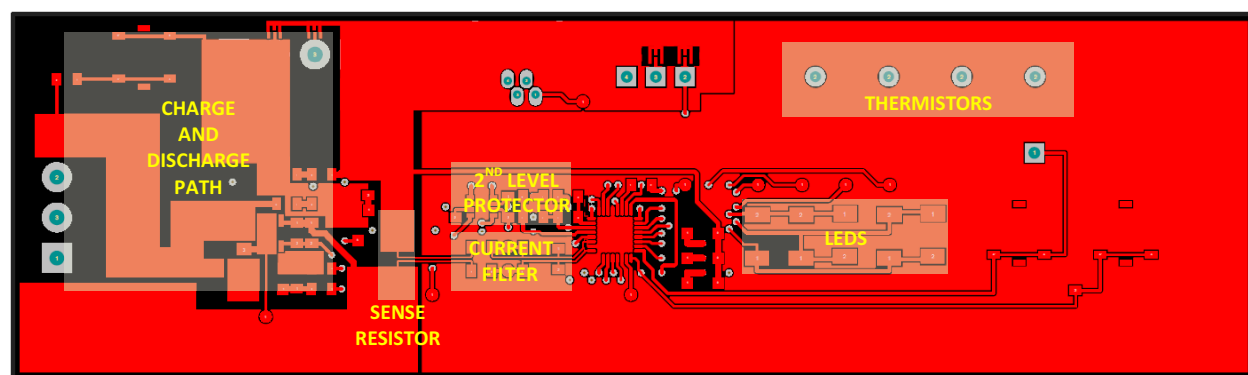 CHARGE
AND
DISCHARGE
PATH
THERMISTORS
2ND LEVEL
PROTECTOR
CURRENT
FILTER
LEDS
SENSE
RESISTOR